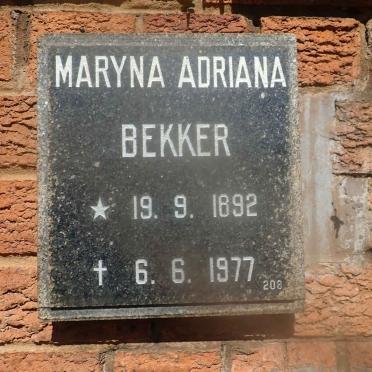 MARYNA ADRIANA
BEKKER
★ 19. 9. 1892
✝ 6. 6. 1977
208